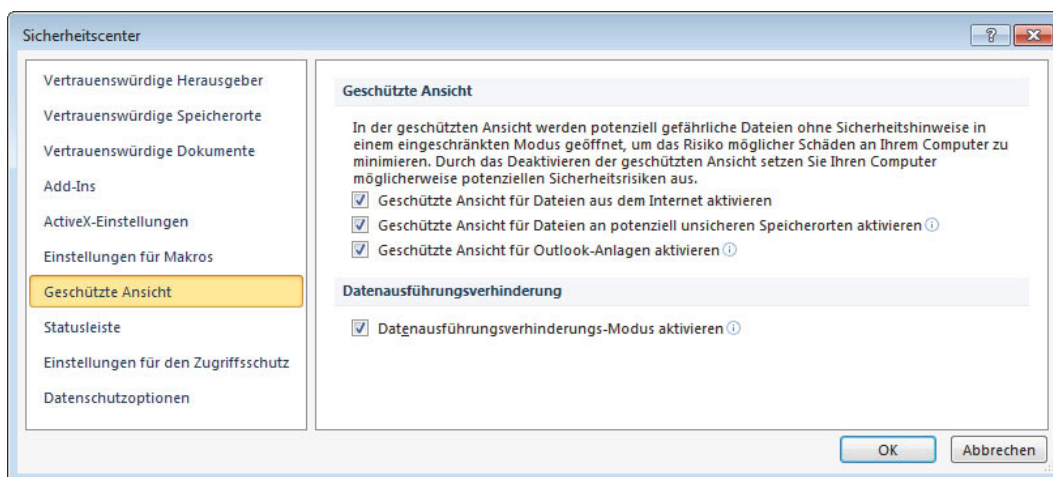 Sicherheitscenter
Vertrauenswürdige Herausgeber
Vertrauenswürdige Speicherorte
Vertrauenswürdige Dokumente
Add-Ins
ActiveX-Einstellungen
Einstellungen für Makros
Geschützte Ansicht
Statusleiste
Einstellungen für den Zugriffsschutz
Datenschutzoptionen
Geschützte Ansicht
In der geschützten Ansicht werden potenziell gefährliche Dateien ohne Sicherheitshinweise in
einem eingeschränkten Modus geöffnet, um das Risiko möglicher Schäden an Ihrem Computer zu
minimieren. Durch das Deaktivieren der geschützten Ansicht setzen Sie Ihren Computer
möglicherweise potenziellen Sicherheitsrisiken aus.
Geschützte Ansicht für Dateien aus dem Internet aktivieren
Geschützte Ansicht für Dateien an potenziell unsicheren Speicherorten aktivieren
Geschützte Ansicht für Outlook-Anlagen aktivieren
Datenausführungsverhinderung
Datenausführungsverhinderungs-Modus aktivieren
OK
Abbrechen